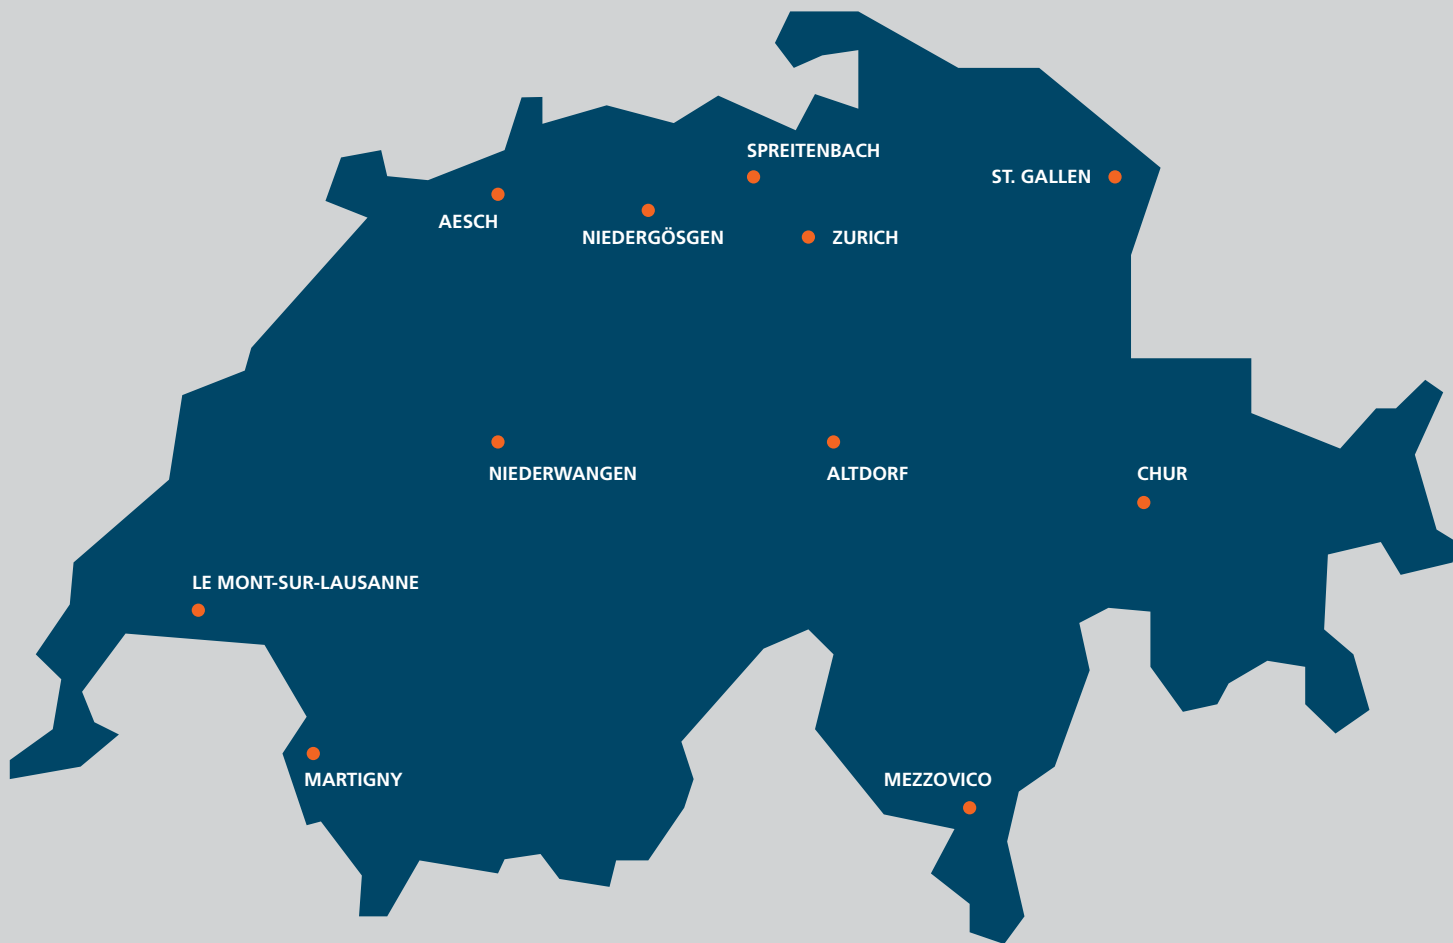 SPREITENBACH
ST. GALLEN
AESCH
NIEDERGÖSGEN
ZURICH
NIEDERWANGEN
ALTDORF
CHUR
LE MONT-SUR-LAUSANNE
MARTIGNY
MEZZOVICO